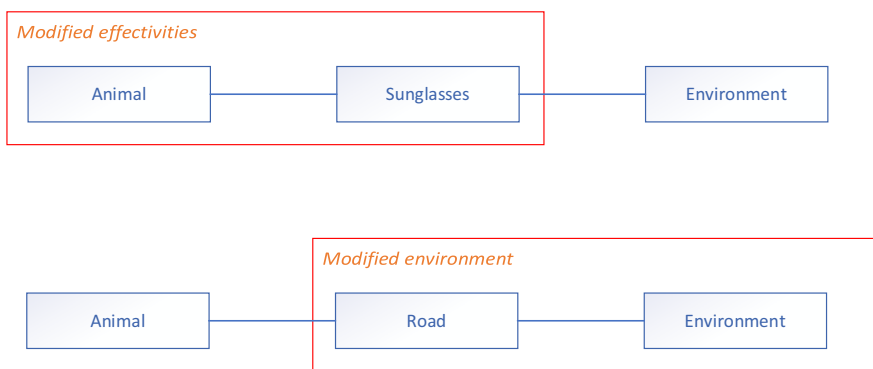 Modified effectivities
Animal
Sunglasses
Environment
Modified environment
Animal
Road
Environment